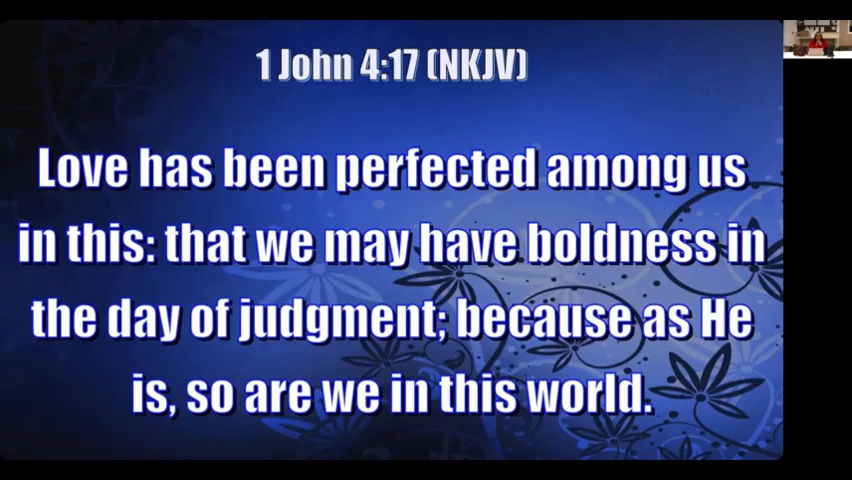 1 John 4:17 (NKJV)
Love has been perfected among us
in this: that we may have boldness in
the day of judgment; because as He
is, so are we in this world.